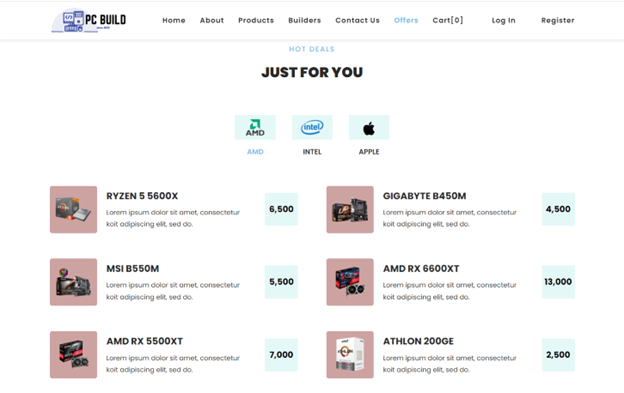 PC BUILD
Home About Products Builders Contact Us Offers Cart[0] Log In Register
HOT DEALS
JUST FOR YOU
AMD intel
AMD INTEL APPLE
RYZEN 5 5600X
Lorem ipsum dolor sit amet, consectetur
koit adipiscing elit, sed do.
6,500
GIGABYTE B450M
Lorem ipsum dolor sit amet, consectetur
koit adipiscing elit, sed do.
4,500
MSI B550M
Lorem ipsum dolor sit amet, consectetur
koit adipiscing elit, sed do.
5,500
AMD RX 6600XT
Lorem ipsum dolor sit amet, consectetur
koit adipiscing elit, sed do.
13,000
AMD RX 5500XT
Lorem ipsum dolor sit amet, consectetur
koit adipiscing elit, sed do.
7,000
ATHLON 200GE
Lorem ipsum dolor sit amet, consectetur
koit adipiscing elit, sed do.
2,500